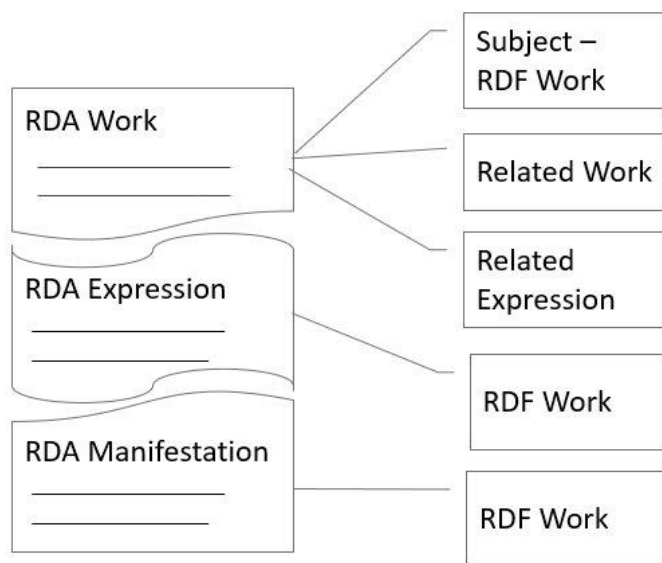 RDA Work
RDA Expression
RDA Manifestation
Subject –
RDF Work
Related Work
Related
Expression
RDF Work
RDF Work